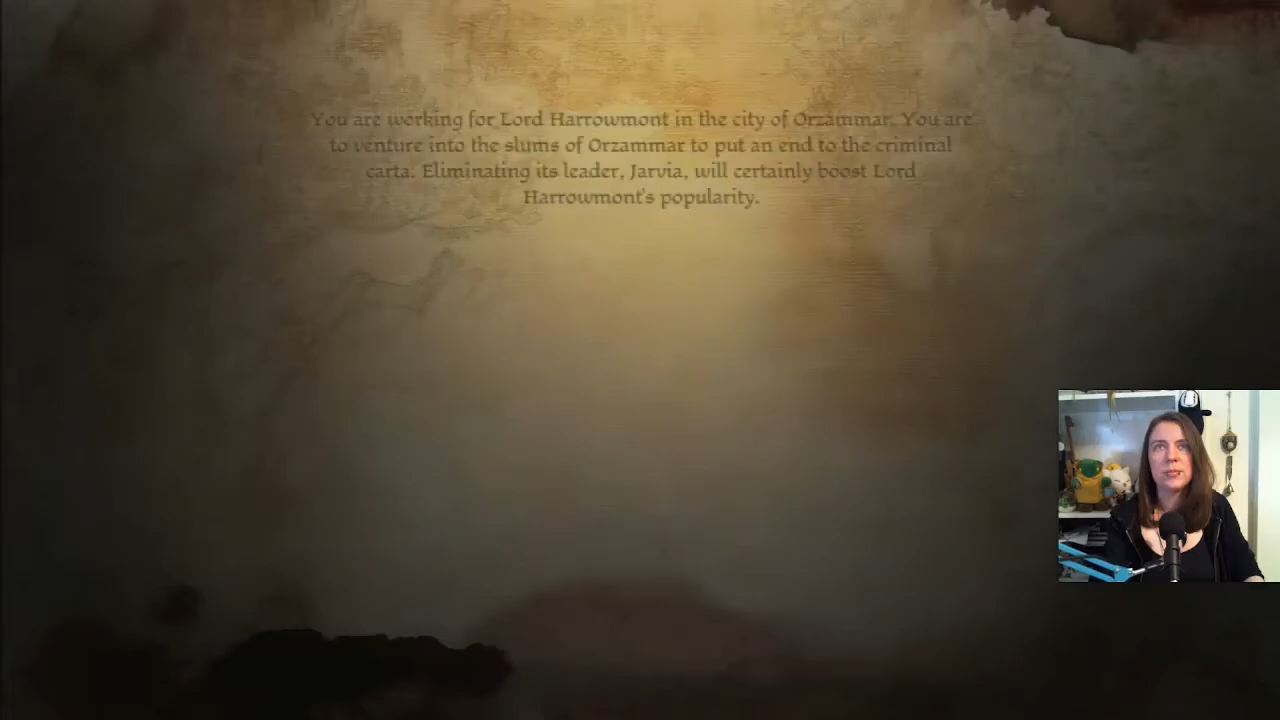 You are working for Lord Harrowmont in the city of Orzammar. You are
to venture into the slums of Orzammar to put an end to the criminal
carta. Eliminating its leader, Jarvia, will certainly boost Lord
Harrowmont's popularity.